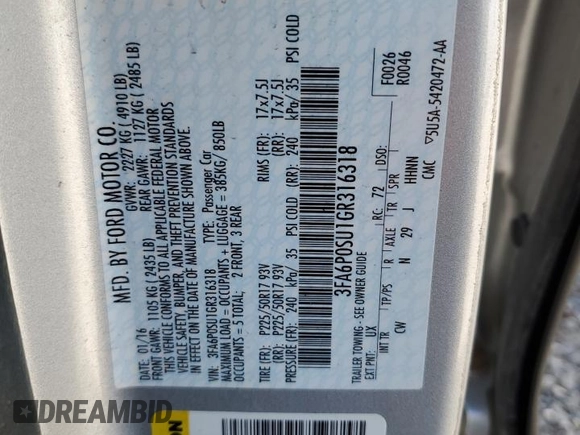 MFD. BY FORD MOTOR CO.
DATE: 01/16 GVWR: 2227 KG ( 4910 LB)
FRONT GAWR: 1105 KG ( 2435 LB) REAR GAWR: 1127 KG ( 2485 LB)
THIS VEHICLE CONFORMS TO ALL APPLICABLE FEDERAL MOTOR
VEHICLE SAFETY, BUMPER, AND THEFT PREVENTION STANDARDS
IN EFFECT ON THE DATE OF MANUFACTURE SHOWN ABOVE.
VIN: 3FA6P0SU1GR316318 TYPE: Passenger Car
MAXIMUM LOAD = OCCUPANTS + LUGGAGE = 385KG/ 850LB
OCCUPANTS = 5 TOTAL: 2 FRONT, 3 REAR
TIRE (FR): P225/50R17 93V RIMS (FR): 17x7.5J
(RR): P225/50R17 93V (RR): 17x7.5J
PRESSURE (FR): 240 kPa/ 35 PSI COLD (RR): 240 kPa/ 35 PSI COLD
3FA6P0SU1GR316318
TRAILER TOWING - SEE OWNER GUIDE
EXT PNT: UX RC: 72 DSO:
F0026
R0046
INT TR TP/PS R AXLE TR SPR
CW N 29 J HHNN
CMC ▽5U5A-5420472-AA
ON
DREAMBID